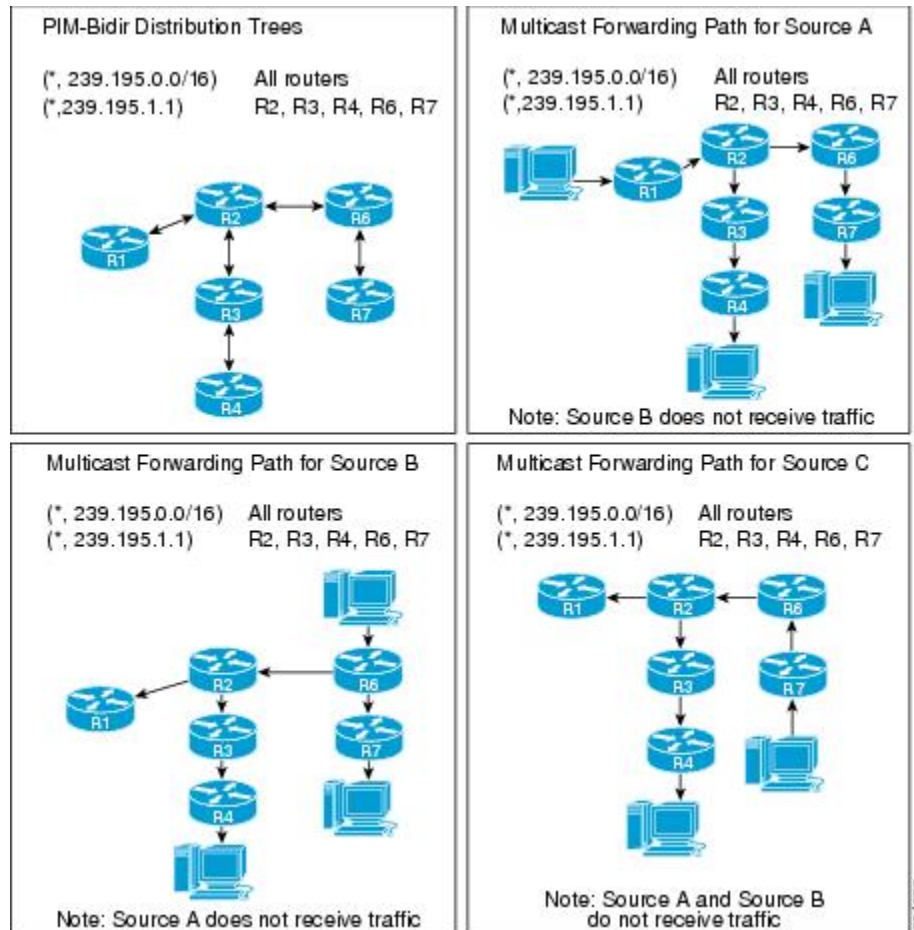 PIM-Bidir Distribution Trees
(*, 239.195.0.0/16) All routers
(*,239.195.1.1) R2, R3, R4, R6, R7
R2
R6
R1
R3
R7
R4
Multicast Forwarding Path for Source A
(*, 239.195.0.0/16) All routers
(*,239.195.1.1) R2, R3, R4, R6, R7
R2
R6
R1
R3
R7
R4
Note: Source B does not receive traffic
Multicast Forwarding Path for Source B
(*, 239.195.0.0/16) All routers
(*, 239.195.1.1) R2, R3, R4, R6, R7
R2
R6
R1
R3
R7
R4
Note: Source A does not receive traffic
Multicast Forwarding Path for Source C
(*, 239.195.0.0/16) All routers
(*, 239.195.1.1) R2, R3, R4, R6, R7
R1
R2
R6
R3
R7
R4
Note: Source A and Source B
do not receive traffic